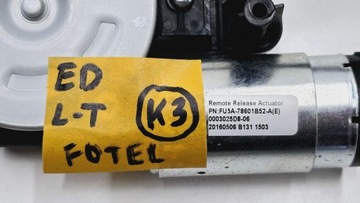 ED
L-T
FOTEL
K3
Remote Release Actuator
PN:FU5A-78601B52-A(E)
0003025D8-06
20160506 B131 1503